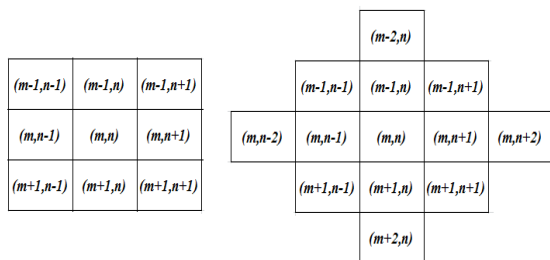 (m-1,n-1) (m-1,n) (m-1,n+1)
(m,n-1) (m,n) (m,n+1)
(m+1,n-1) (m+1,n) (m+1,n+1)
(m-2,n)
(m-1,n-1) (m-1,n) (m-1,n+1)
(m,n-2) (m,n-1) (m,n) (m,n+1) (m,n+2)
(m+1,n-1) (m+1,n) (m+1,n+1)
(m+2,n)